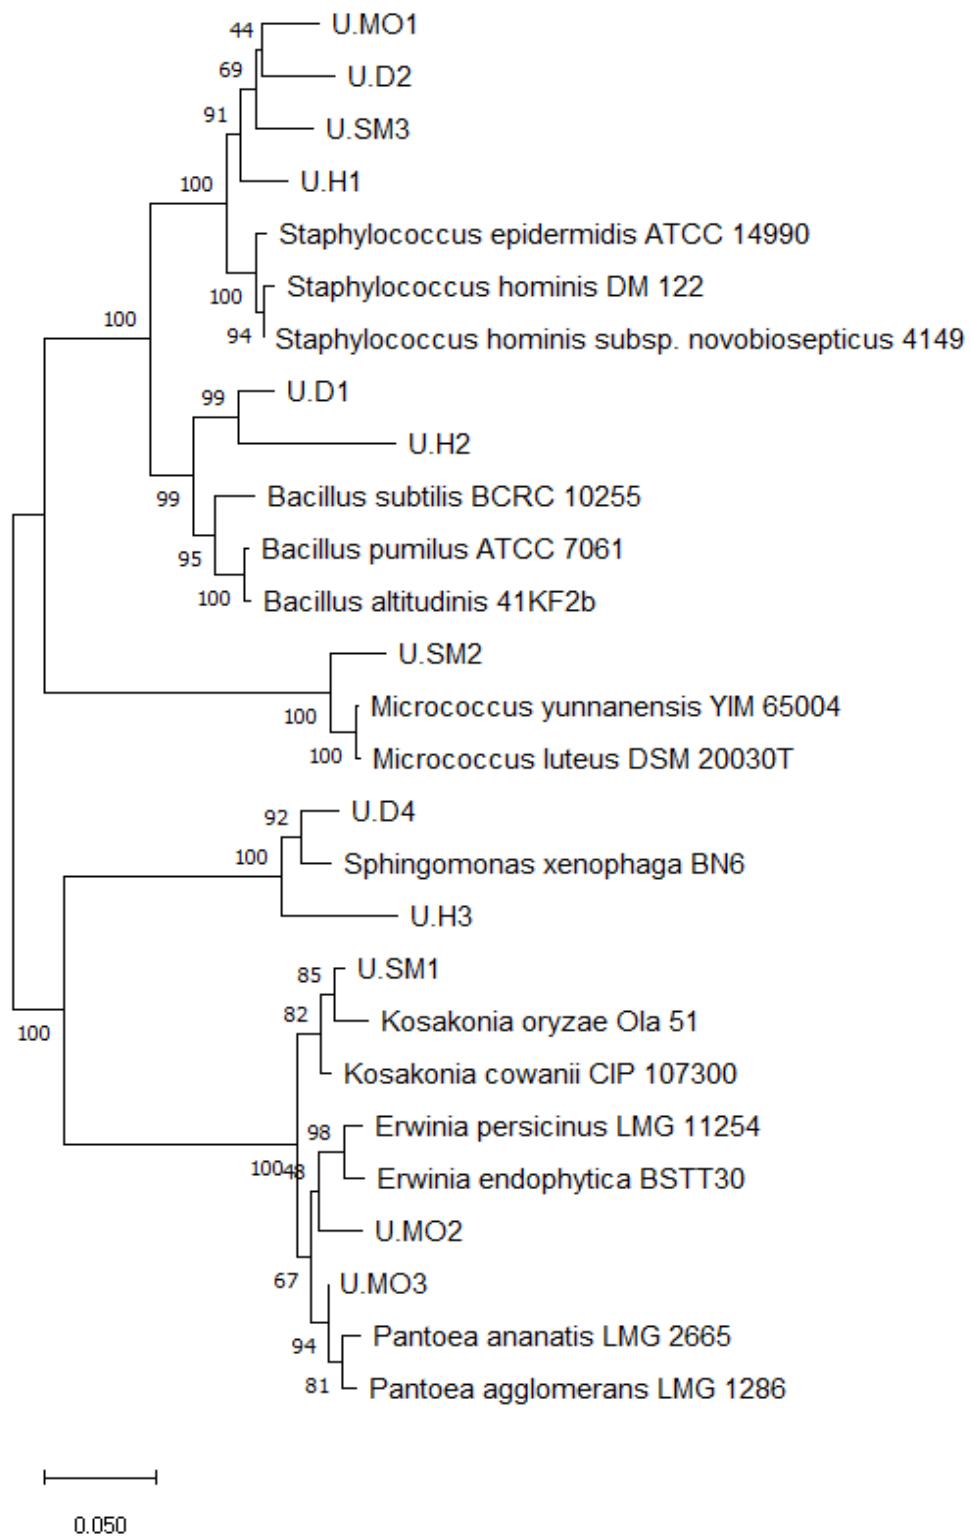 44
U.MO1
69
U.D2
91
U.SM3
100
U.H1
Staphylococcus epidermidis ATCC 14990
100
Staphylococcus hominis DM 122
100
94
Staphylococcus hominis subsp. novobiosepticus 4149
99
U.D1
U.H2
99
Bacillus subtilis BCRC 10255
95
Bacillus pumilus ATCC 7061
100
Bacillus altitudinis 41KF2b
U.SM2
100
Micrococcus yunnanensis YIM 65004
100
Micrococcus luteus DSM 20030T
92
U.D4
100
Sphingomonas xenophaga BN6
U.H3
85
U.SM1
82
Kosakonia oryzae Ola 51
100
Kosakonia cowanii CIP 107300
98
Erwinia persicinus LMG 11254
100
48
Erwinia endophytica BSTT30
U.MO2
67
U.MO3
94
Pantoea ananatis LMG 2665
81
Pantoea agglomerans LMG 1286
0.050